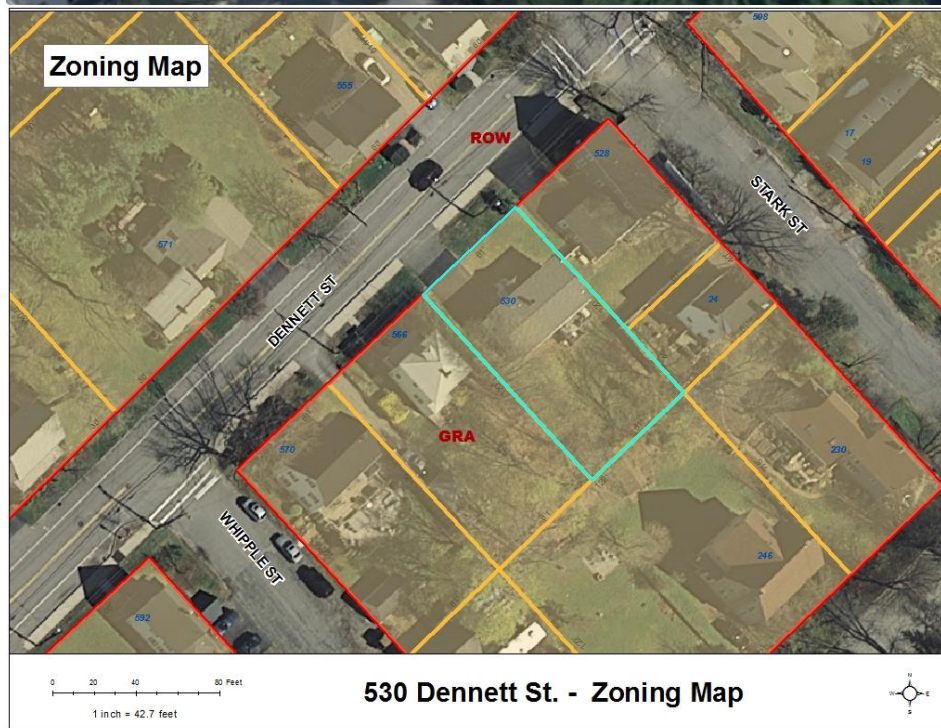 Zoning Map
598
555
ROW
17
19
528
STARK ST
571
DENNETT ST
530
24
566
GRA
570
230
WHIPPLE ST
246
592
0 20 40 80 Feet
1 inch = 42.7 feet
530 Dennett St. - Zoning Map
N
W E
S